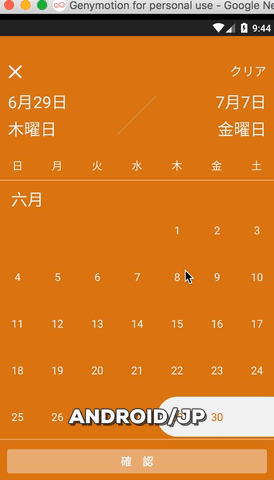 Genymotion for personal use - Google Ne
9:44
クリア
6月29日 7月7日
木曜日 金曜日
日 月 火 水 木 金 土
六月
1 2 3
4 5 6 7 8 9 10
11 12 13 14 15 16 17
18 19 20 21 22 23 24
25 26 30
ANDROID/JP
確 認